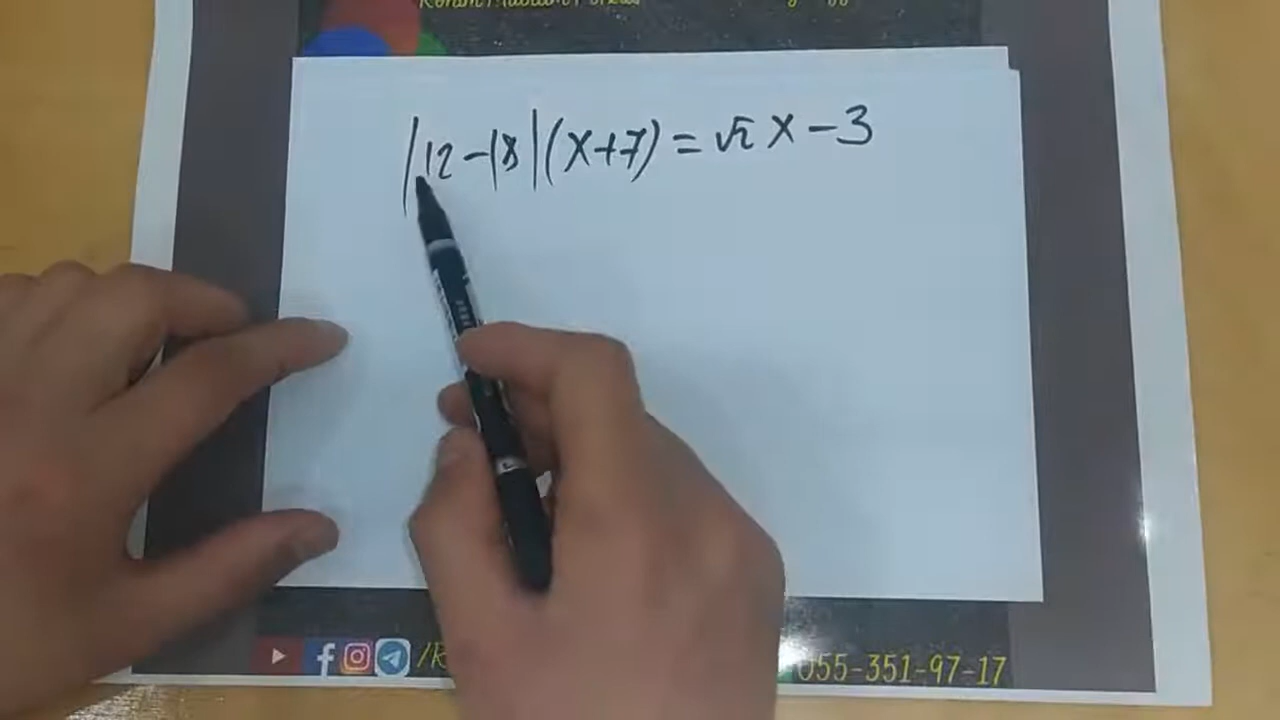 |12-|8|(x+7) = √2 x - 3
/R
055-351-97-17